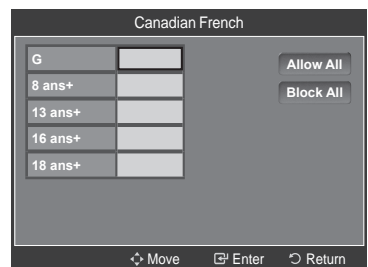 Canadian French
G
Allow All
8 ans+
Block All
13 ans+
16 ans+
18 ans+
Move Enter Return